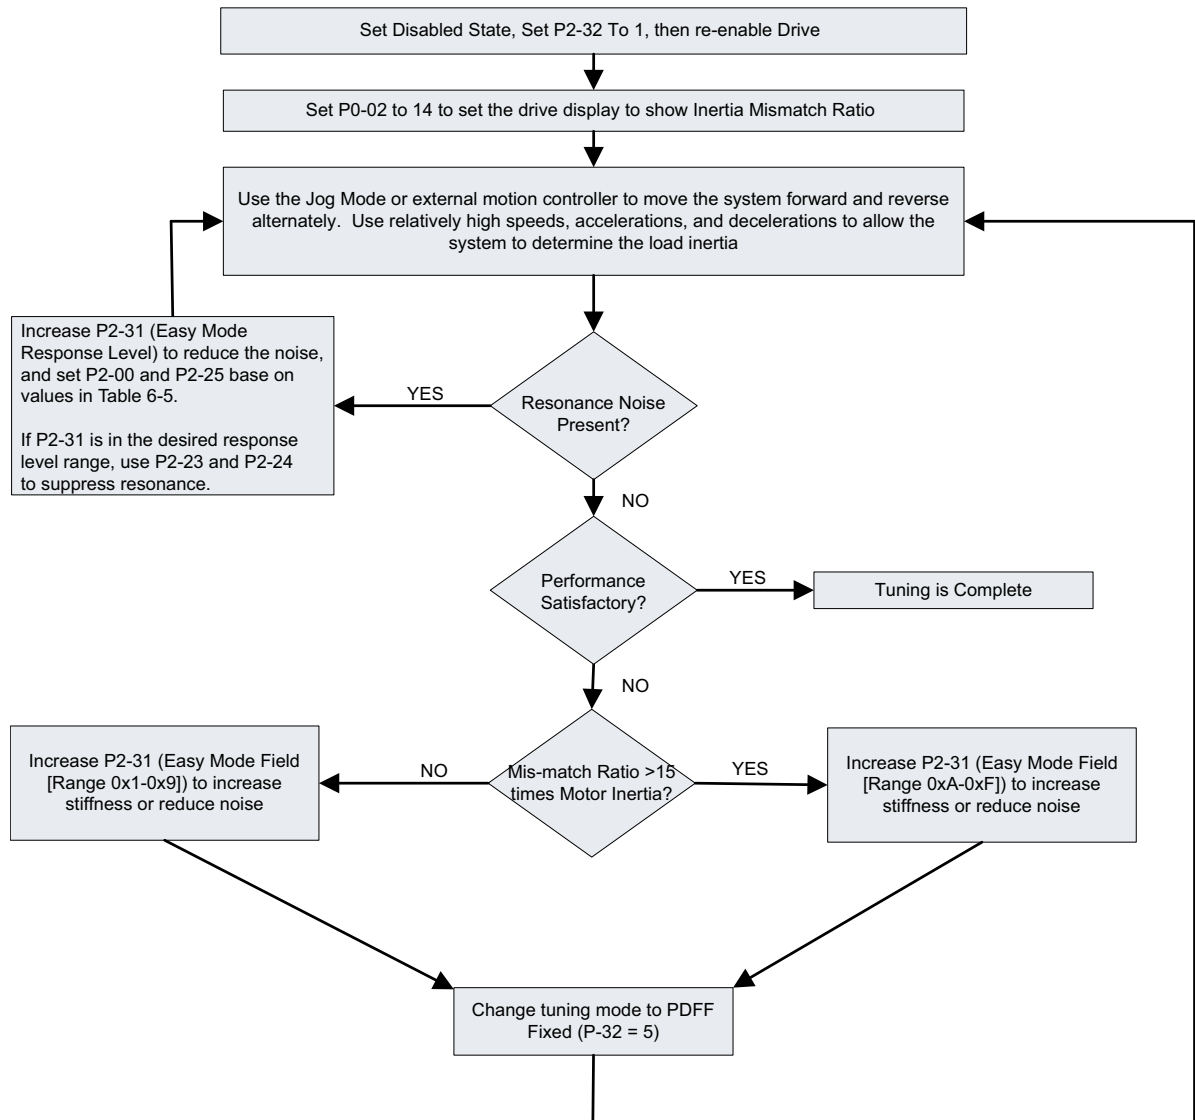 Set Disabled State, Set P2-32 To 1, then re-enable Drive
Set P0-02 to 14 to set the drive display to show Inertia Mismatch Ratio
Use the Jog Mode or external motion controller to move the system forward and reverse
alternately.  Use relatively high speeds, accelerations, and decelerations to allow the
system to determine the load inertia
Increase P2-31 (Easy Mode
Response Level) to reduce the noise,
and set P2-00 and P2-25 base on
values in Table 6-5.
If P2-31 is in the desired response
level range, use P2-23 and P2-24
to suppress resonance.
YES
Resonance Noise
Present?
NO
Performance
Satisfactory?
YES
Tuning is Complete
NO
Increase P2-31 (Easy Mode Field
[Range 0x1-0x9]) to increase
stiffness or reduce noise
NO
Mis-match Ratio >15
times Motor Inertia?
YES
Increase P2-31 (Easy Mode Field
[Range 0xA-0xF]) to increase
stiffness or reduce noise
Change tuning mode to PDFF
Fixed (P-32 = 5)